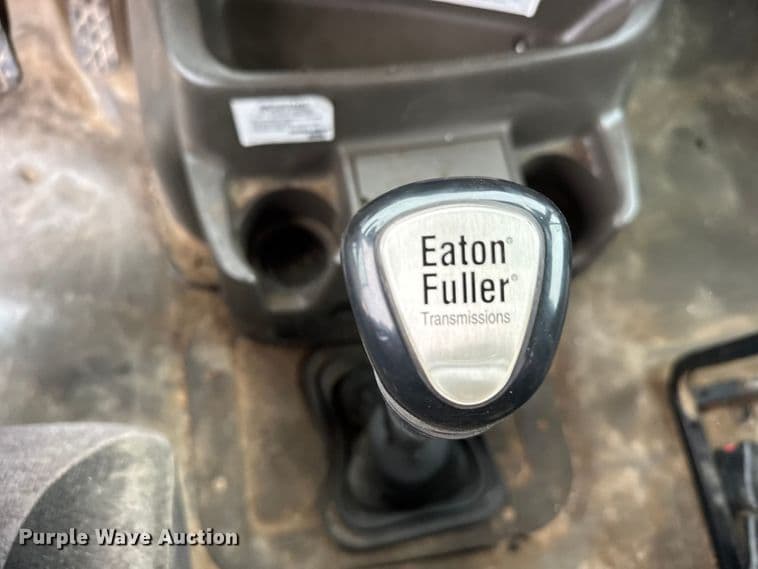 Eaton®
Fuller®
Transmissions
Purple Wave Auction